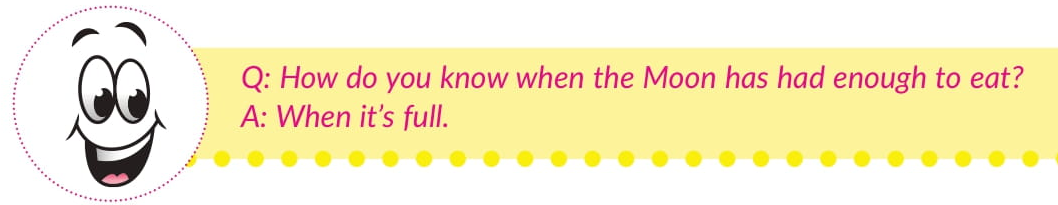 Q: How do you know when the Moon has had enough to eat?
A: When it’s full.